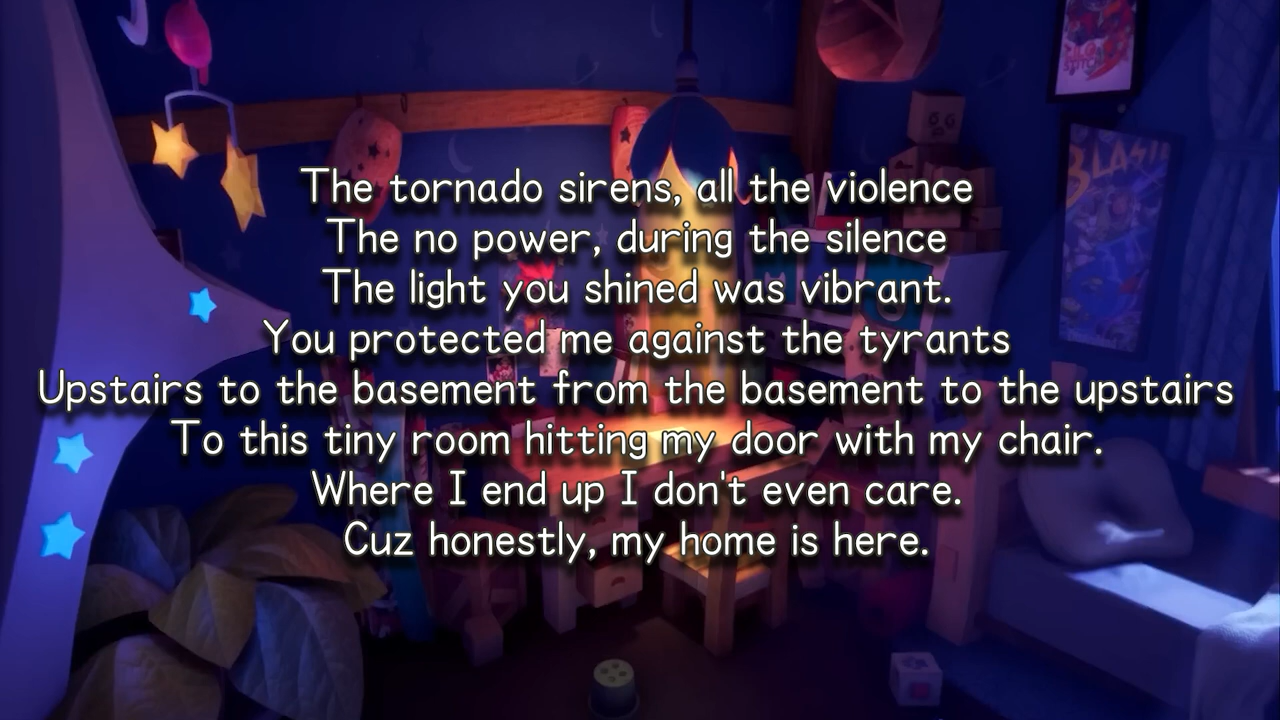 The tornado sirens, all the violence
The no power, during the silence
The light you shined was vibrant.
You protected me against the tyrants
Upstairs to the basement from the basement to the upstairs
To this tiny room hitting my door with my chair.
Where I end up I don't even care.
Cuz honestly, my home is here.
BLAST